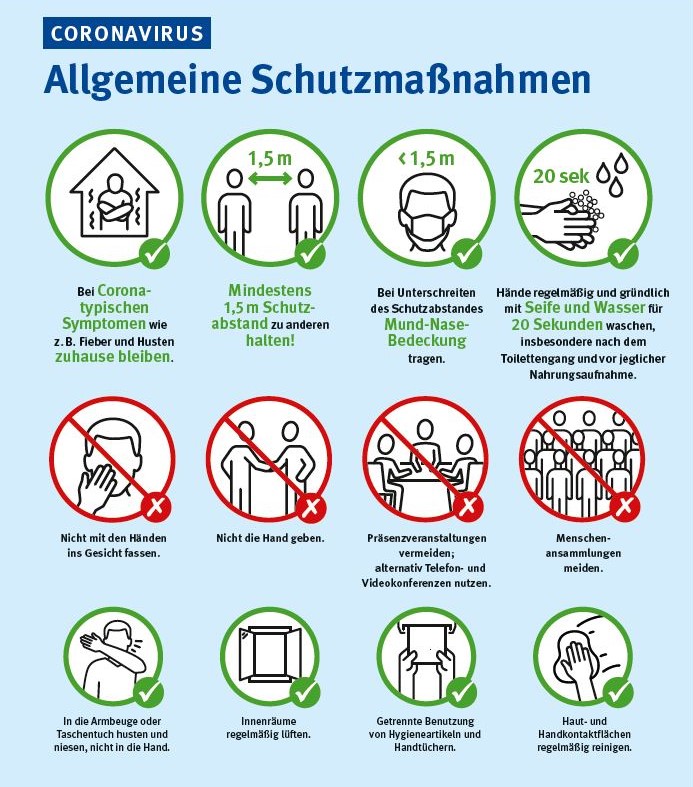 CORONAVIRUS
Allgemeine Schutzmaßnahmen
1,5 m
< 1,5 m
20 sek
Bei Corona-
typischen
Symptomen wie
z. B. Fieber und Husten
zuhause bleiben.
Mindestens
1,5 m Schutz-
abstand zu anderen
halten!
Bei Unterschreiten
des Schutzabstandes
Mund-Nase-
Bedeckung
tragen.
Hände regelmäßig und gründlich
mit Seife und Wasser für
20 Sekunden waschen,
insbesondere nach dem
Toilettengang und vor jeglicher
Nahrungsaufnahme.
Nicht mit den Händen
ins Gesicht fassen.
Nicht die Hand geben.
Präsenzveranstaltungen
vermeiden;
alternativ Telefon- und
Videokonferenzen nutzen.
Menschen-
ansammlungen
meiden.
In die Armbeuge oder
Taschentuch husten und
niesen, nicht in die Hand.
Innenräume
regelmäßig lüften.
Getrennte Benutzung
von Hygieneartikeln und
Handtüchern.
Haut- und
Handkontaktflächen
regelmäßig reinigen.